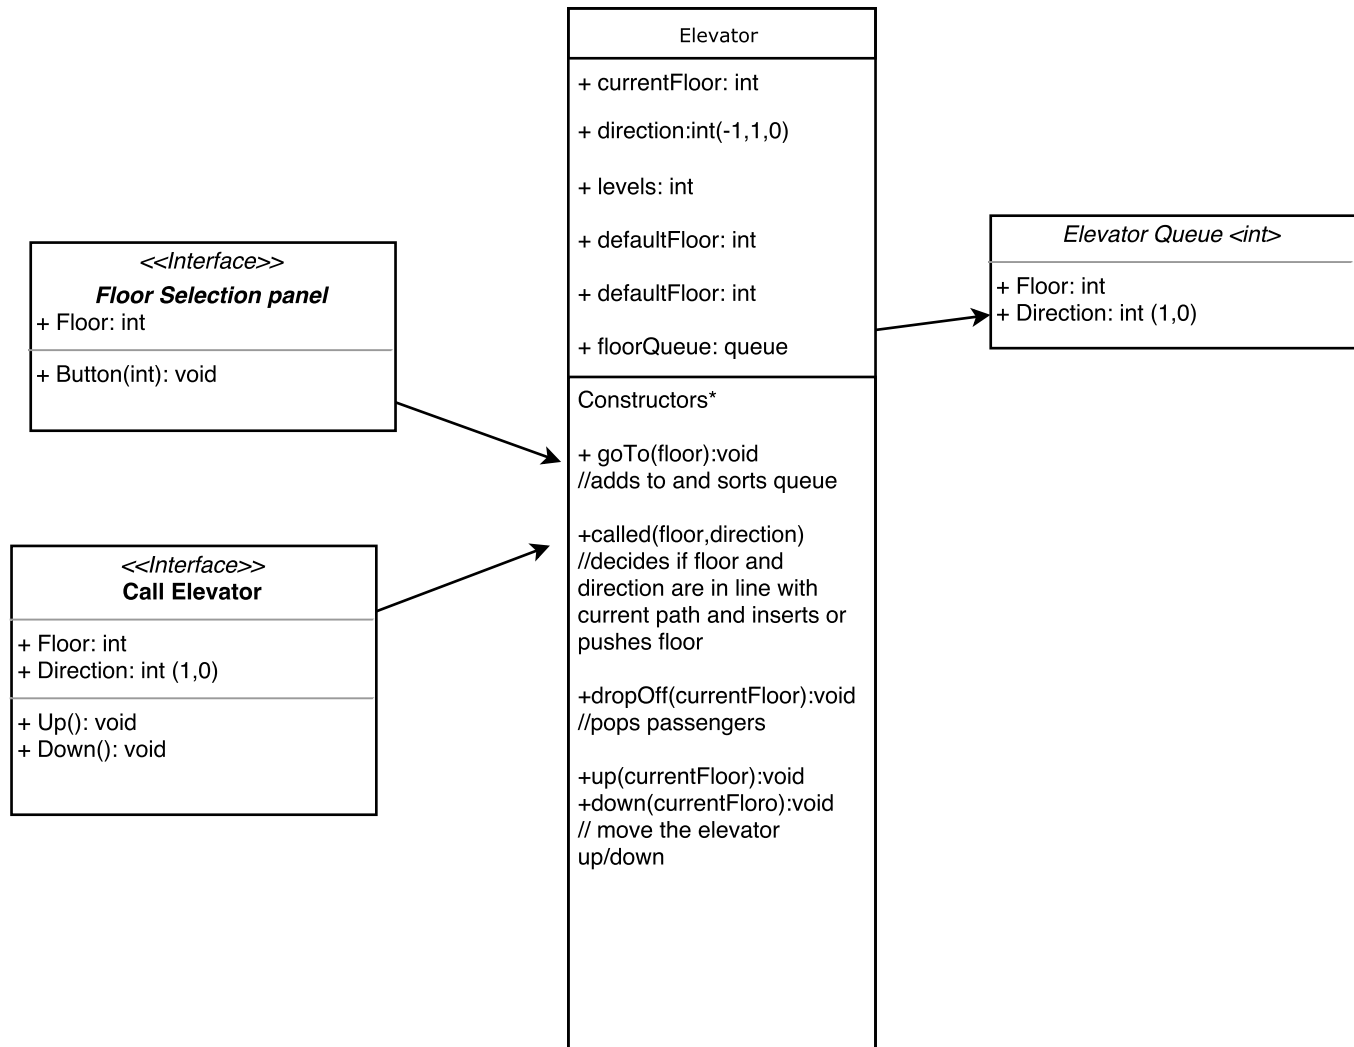 Elevator
+ currentFloor: int
+ direction:int(-1,1,0)
+ levels: int
+ defaultFloor: int
+ defaultFloor: int
+ floorQueue: queue
Constructors*
+ goTo(floor):void
//adds to and sorts queue
+called(floor,direction)
//decides if floor and
direction are in line with
current path and inserts or
pushes floor
+dropOff(currentFloor):void
//pops passengers
+up(currentFloor):void
+down(currentFloro):void
// move the elevator
up/down
<<Interface>>
Floor Selection panel
+ Floor: int
+ Button(int): void
<<Interface>>
Call Elevator
+ Floor: int
+ Direction: int (1,0)
+ Up(): void
+ Down(): void
Elevator Queue <int>
+ Floor: int
+ Direction: int (1,0)